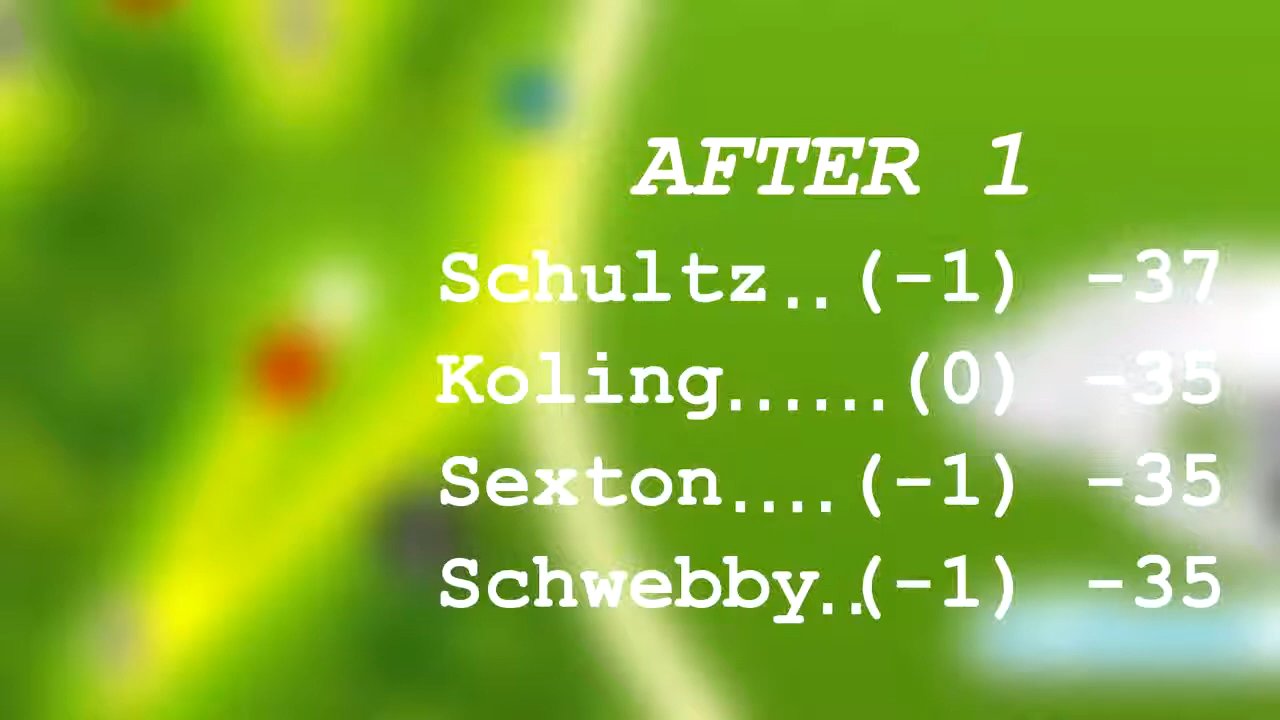 AFTER 1
Schultz..(-1) -37
Koling......(0) -35
Sexton....(-1) -35
Schwebby..(-1) -35